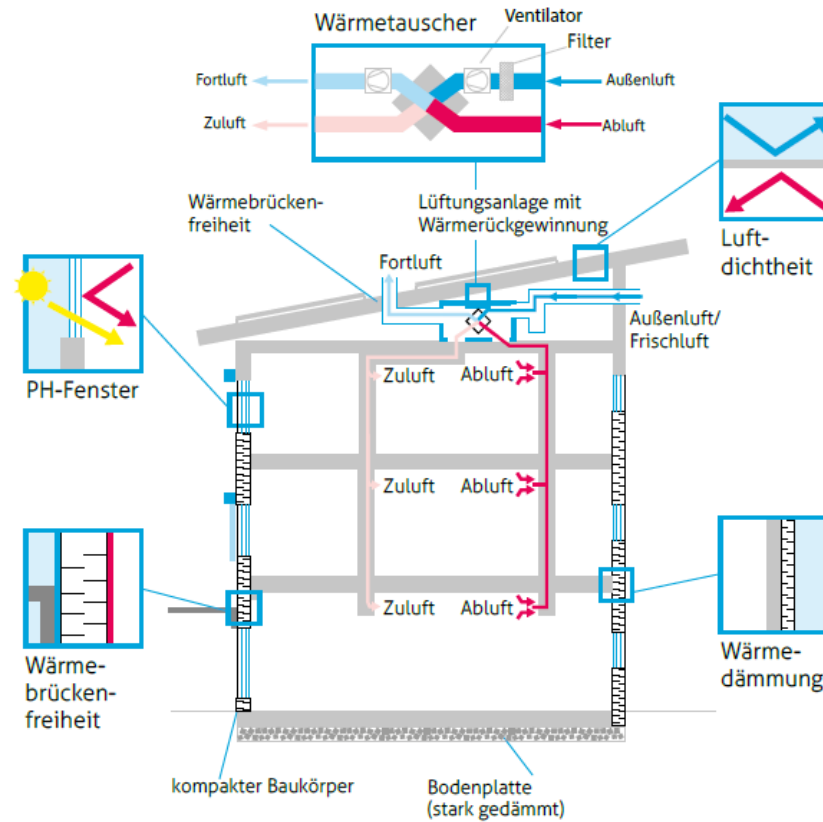 Wärmetauscher
Ventilator
Filter
Fortluft
Außenluft
Zuluft
Abluft
Wärmebrücken-
freiheit
Lüftungsanlage mit
Wärmerückgewinnung
Luft-
dichtheit
Fortluft
Außenluft/
Frischluft
PH-Fenster
Zuluft
Abluft
Zuluft
Abluft
Zuluft
Abluft
Wärme-
brücken-
freiheit
Wärme-
dämmung
kompakter Baukörper
Bodenplatte
(stark gedämmt)